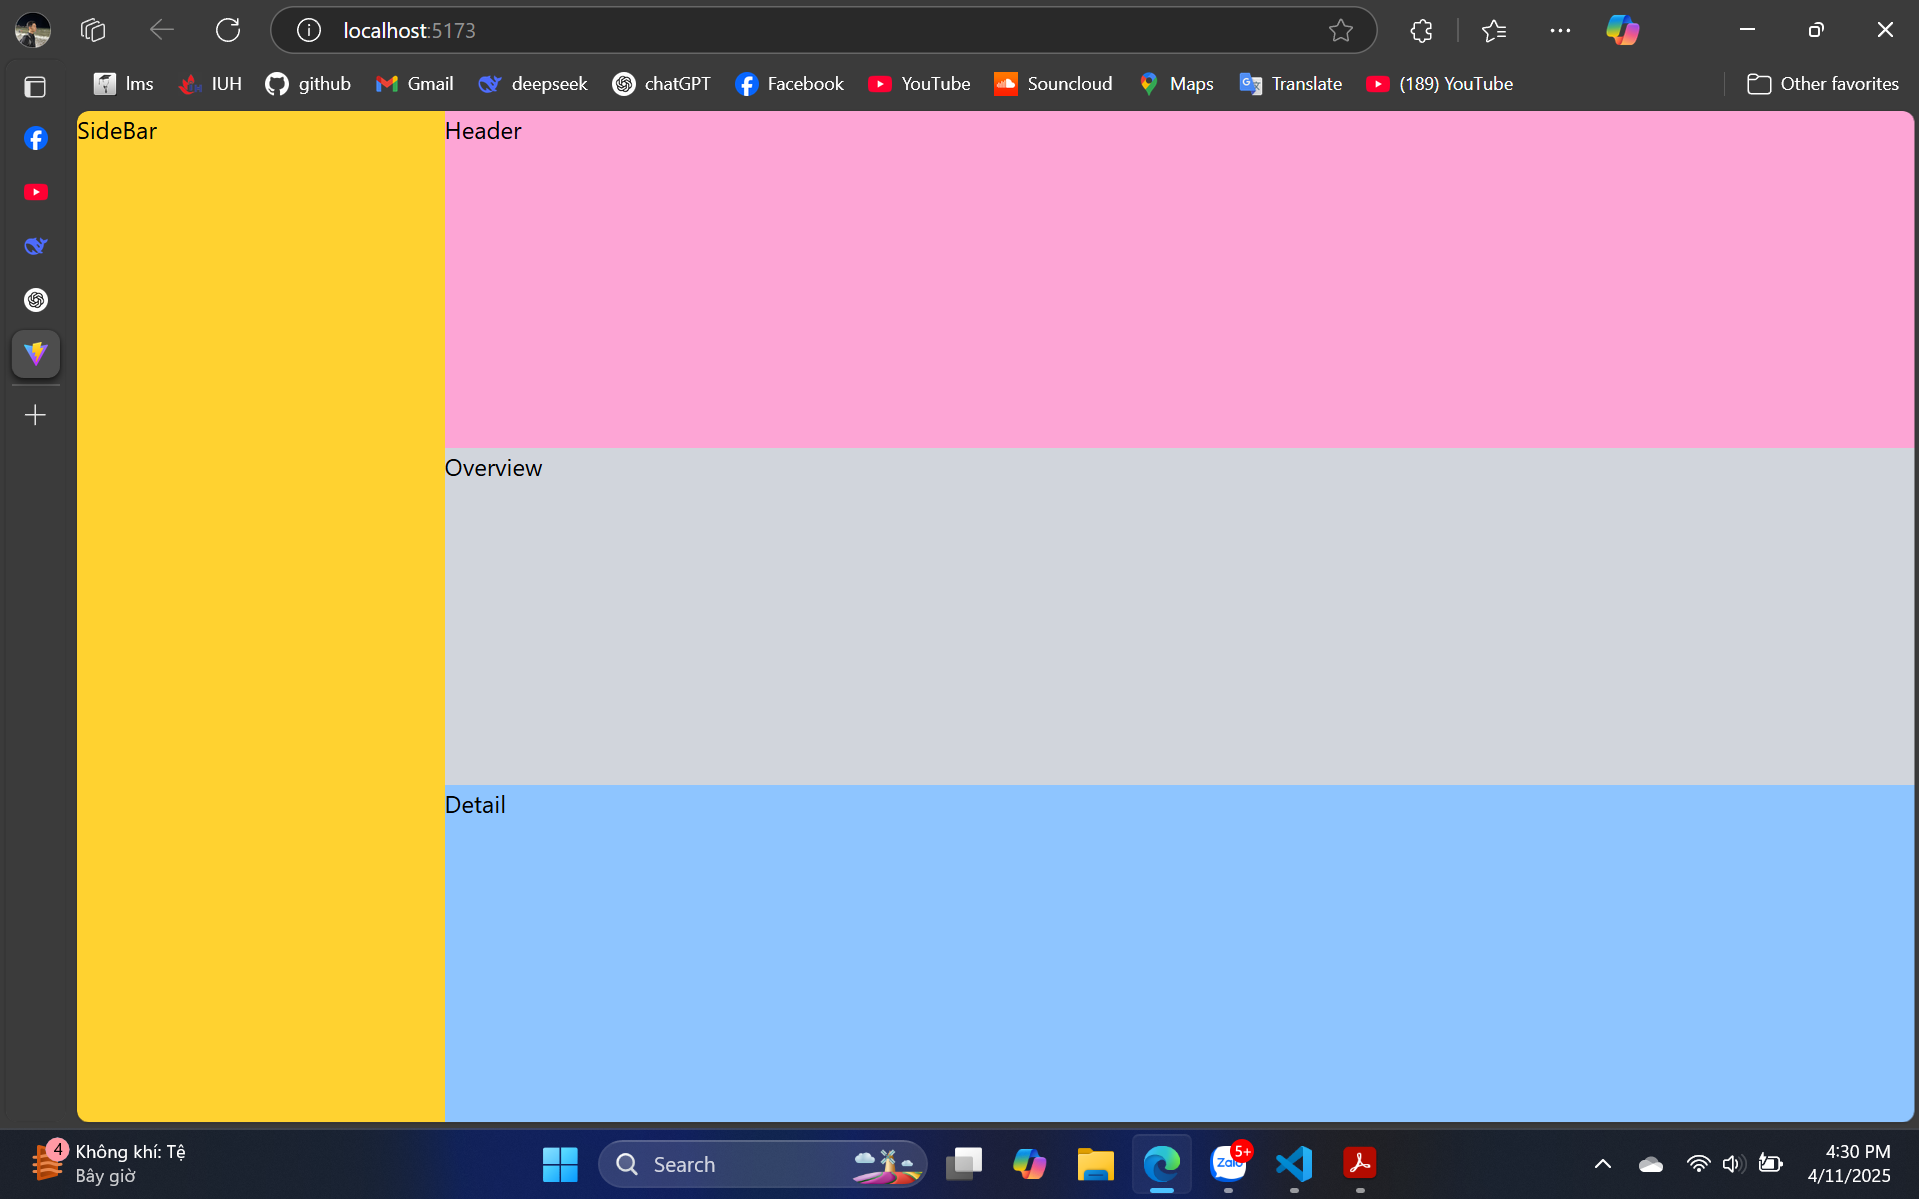 localhost:5173
lms
IUH
github
Gmail
deepseek
chatGPT
Facebook
YouTube
Souncloud
Maps
Translate
(189) YouTube
Other favorites
SideBar
Header
Overview
Detail
4
Không khí: Tệ
Bây giờ
Search
Zalo
5+
4:30 PM
4/11/2025